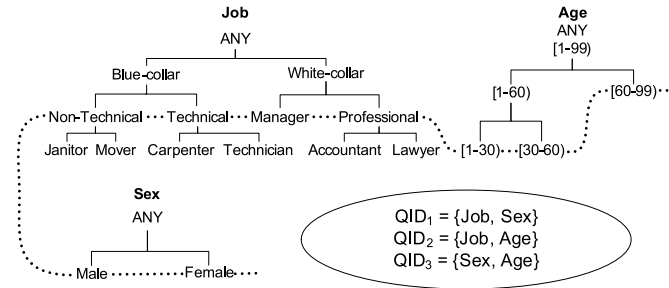 Job
ANY
Blue-collar White-collar
Non-Technical Technical Manager Professional
Janitor Mover Carpenter Technician Accountant Lawyer
Age
ANY
[1-99)
[1-60) [60-99)
[1-30) [30-60)
Sex
ANY
Male Female
QID₁ = {Job, Sex}
QID₂ = {Job, Age}
QID₃ = {Sex, Age}